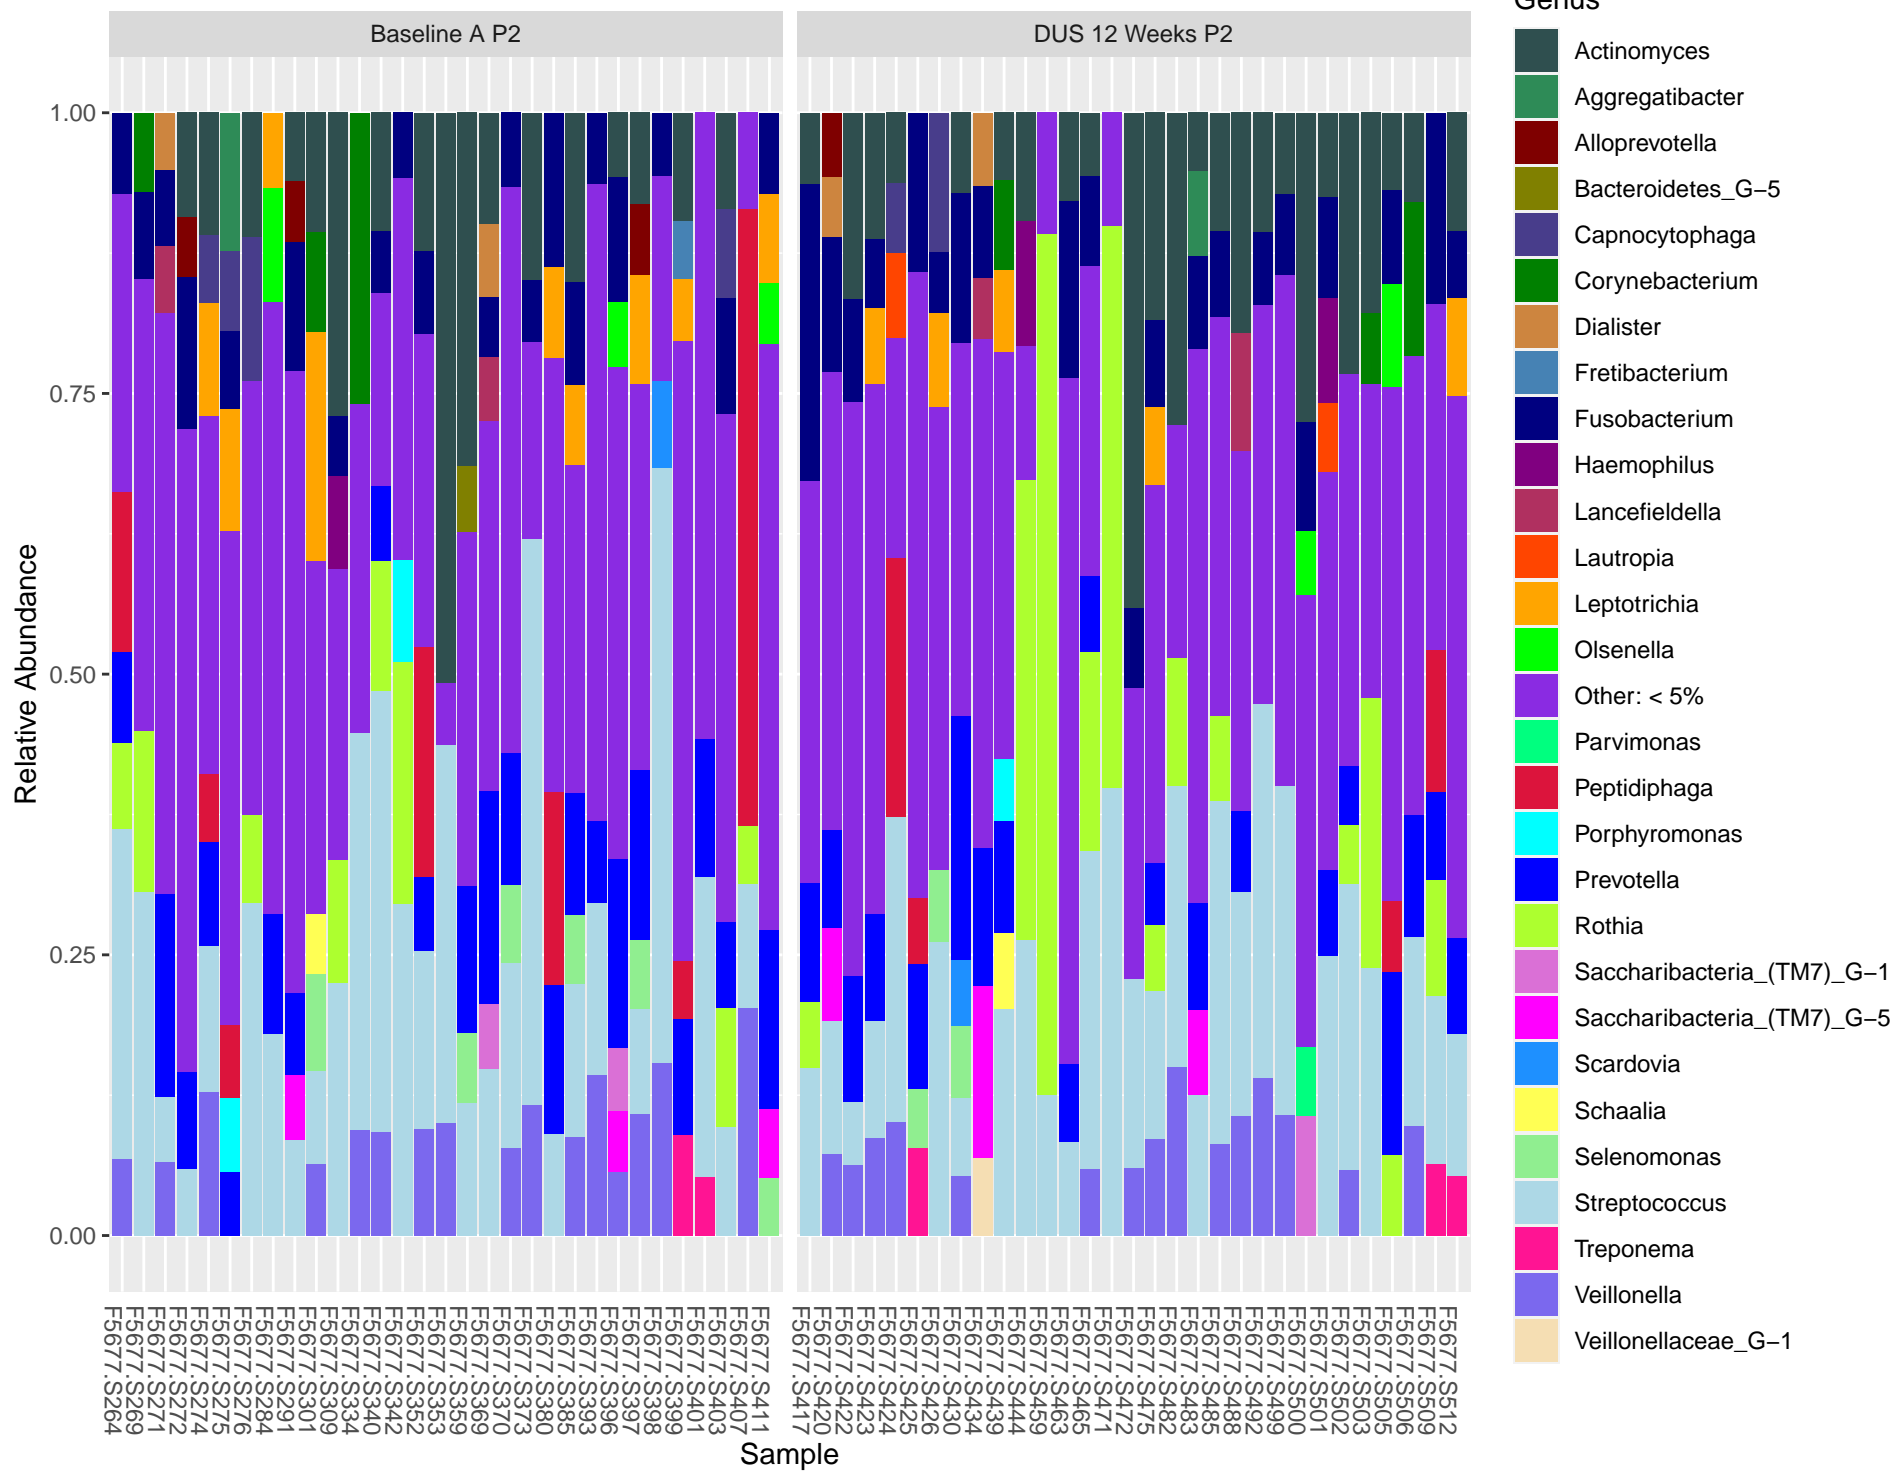 Genus
Baseline A P2
DUS 12 Weeks P2
Relative Abundance
1.00
0.75
0.50
0.25
0.00
F5677.S264
F5677.S269
F5677.S271
F5677.S272
F5677.S274
F5677.S275
F5677.S276
F5677.S284
F5677.S291
F5677.S301
F5677.S309
F5677.S334
F5677.S340
F5677.S342
F5677.S352
F5677.S353
F5677.S359
F5677.S369
F5677.S370
F5677.S373
F5677.S380
F5677.S385
F5677.S393
F5677.S396
F5677.S397
F5677.S398
F5677.S399
F5677.S401
F5677.S403
F5677.S407
F5677.S411
F5677.S417
F5677.S420
F5677.S422
F5677.S423
F5677.S424
F5677.S425
F5677.S426
F5677.S430
F5677.S434
F5677.S439
F5677.S444
F5677.S459
F5677.S463
F5677.S465
F5677.S471
F5677.S472
F5677.S475
F5677.S482
F5677.S483
F5677.S485
F5677.S488
F5677.S492
F5677.S499
F5677.S500
F5677.S501
F5677.S502
F5677.S503
F5677.S505
F5677.S506
F5677.S509
F5677.S512
Sample
Actinomyces
Aggregatibacter
Alloprevotella
Bacteroidetes_G−5
Capnocytophaga
Corynebacterium
Dialister
Fretibacterium
Fusobacterium
Haemophilus
Lancefieldella
Lautropia
Leptotrichia
Olsenella
Other: < 5%
Parvimonas
Peptidiphaga
Porphyromonas
Prevotella
Rothia
Saccharibacteria_(TM7)_G−1
Saccharibacteria_(TM7)_G−5
Scardovia
Schaalia
Selenomonas
Streptococcus
Treponema
Veillonella
Veillonellaceae_G−1